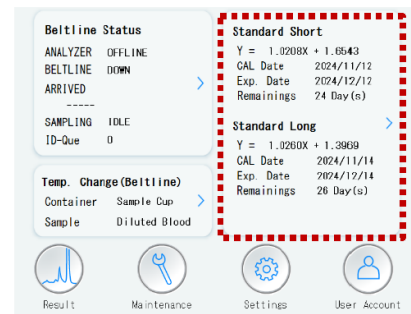 Beltline Status
ANALYZER OFFLINE
BELTLINE DOWN
ARRIVED
-----
SAMPLING IDLE
ID-Que 0
Temp. Change(Beltline)
Container Sample Cup
Sample Diluted Blood
Standard Short
Y = 1.0208X + 1.6543
CAL Date 2024/11/12
Exp. Date 2024/12/12
Remainings 24 Day(s)
Standard Long
Y = 1.0260X + 1.3969
CAL Date 2024/11/14
Exp. Date 2024/12/14
Remainings 26 Day(s)
Result
Maintenance
Settings
User Account